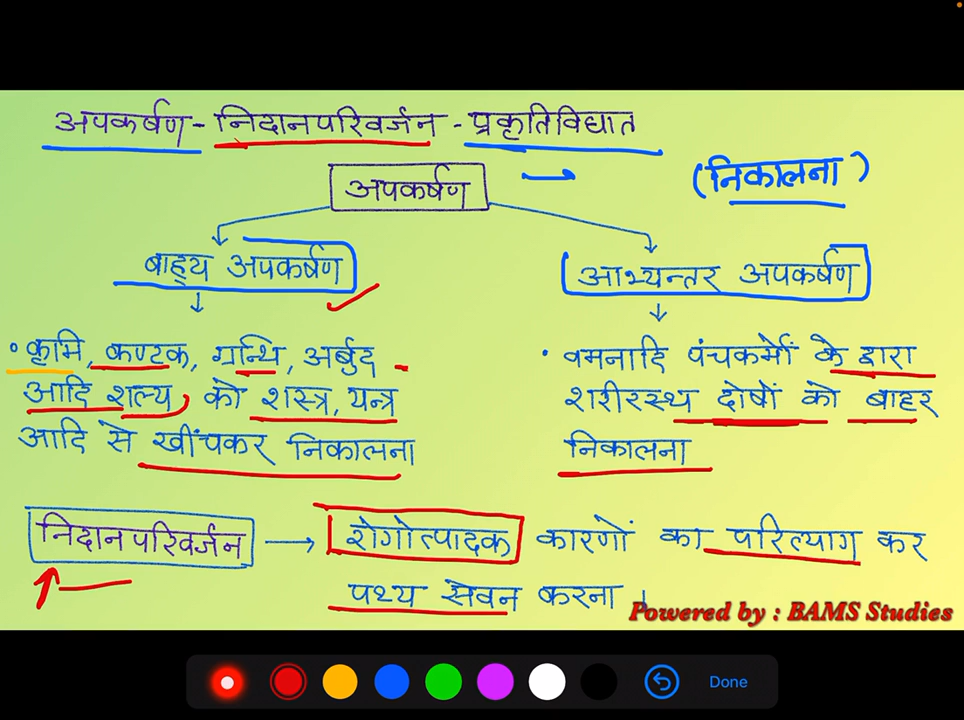 अपकर्षण - निदानपरिवर्जन - प्रकृतिविघात
अपकर्षण
(निकालना)
बाह्य अपकर्षण
आभ्यन्तर अपकर्षण
• कृमि, कण्टक, ग्रन्थि, अर्बुद
आदि शल्य, को शस्त्र, यन्त्र
आदि से खींचकर निकालना
• वमनादि पंचकर्मों के द्वारा
शरीरस्थ दोषों को बाहर
निकालना
निदानपरिवर्जन → रोगोत्पादक कारणों का परित्याग कर
पथ्य सेवन करना ।
Powered by : BAMS Studies
Done